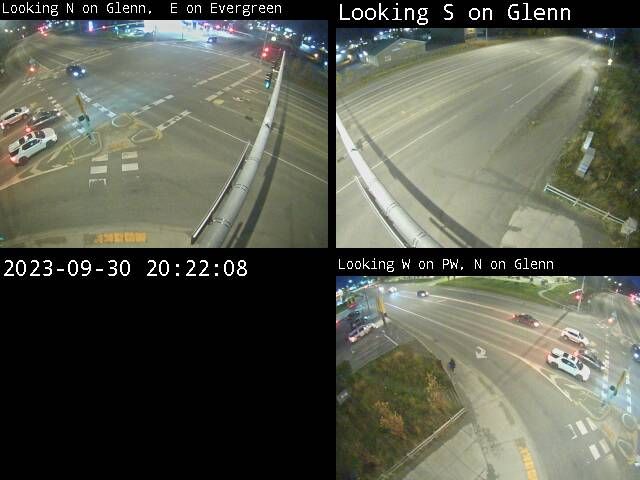 Looking N on Glenn,  E on Evergreen
Looking S on Glenn
2023-09-30 20:22:08
Looking W on PW, N on Glenn